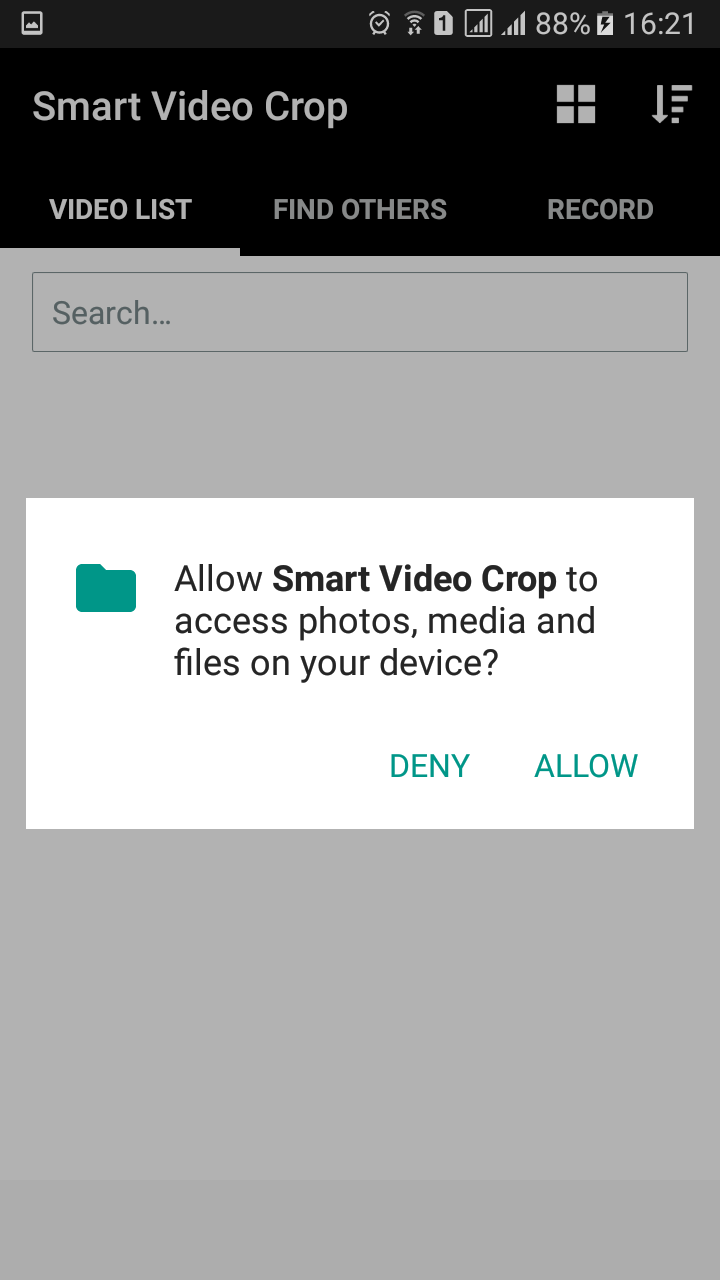 1 88% 16:21
Smart Video Crop
VIDEO LIST FIND OTHERS RECORD
Search...
Allow Smart Video Crop to
access photos, media and
files on your device?
DENY ALLOW